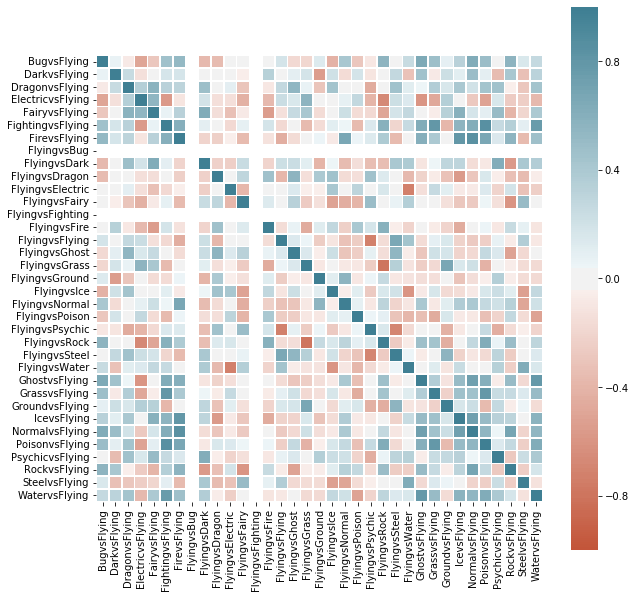 BugvsFlying
DarkvsFlying
DragonvsFlying
ElectricvsFlying
FairyvsFlying
FightingvsFlying
FirevsFlying
FlyingvsBug
FlyingvsDark
FlyingvsDragon
FlyingvsElectric
FlyingvsFairy
FlyingvsFighting
FlyingvsFire
FlyingvsFlying
FlyingvsGhost
FlyingvsGrass
FlyingvsGround
FlyingvsIce
FlyingvsNormal
FlyingvsPoison
FlyingvsPsychic
FlyingvsRock
FlyingvsSteel
FlyingvsWater
GhostvsFlying
GrassvsFlying
GroundvsFlying
IcevsFlying
NormalvsFlying
PoisonvsFlying
PsychicvsFlying
RockvsFlying
SteelvsFlying
WatervsFlying
BugvsFlying
DarkvsFlying
DragonvsFlying
ElectricvsFlying
FairyvsFlying
FightingvsFlying
FirevsFlying
FlyingvsBug
FlyingvsDark
FlyingvsDragon
FlyingvsElectric
FlyingvsFairy
FlyingvsFighting
FlyingvsFire
FlyingvsFlying
FlyingvsGhost
FlyingvsGrass
FlyingvsGround
FlyingvsIce
FlyingvsNormal
FlyingvsPoison
FlyingvsPsychic
FlyingvsRock
FlyingvsSteel
FlyingvsWater
GhostvsFlying
GrassvsFlying
GroundvsFlying
IcevsFlying
NormalvsFlying
PoisonvsFlying
PsychicvsFlying
RockvsFlying
SteelvsFlying
WatervsFlying
0.8
0.4
0.0
−0.4
−0.8